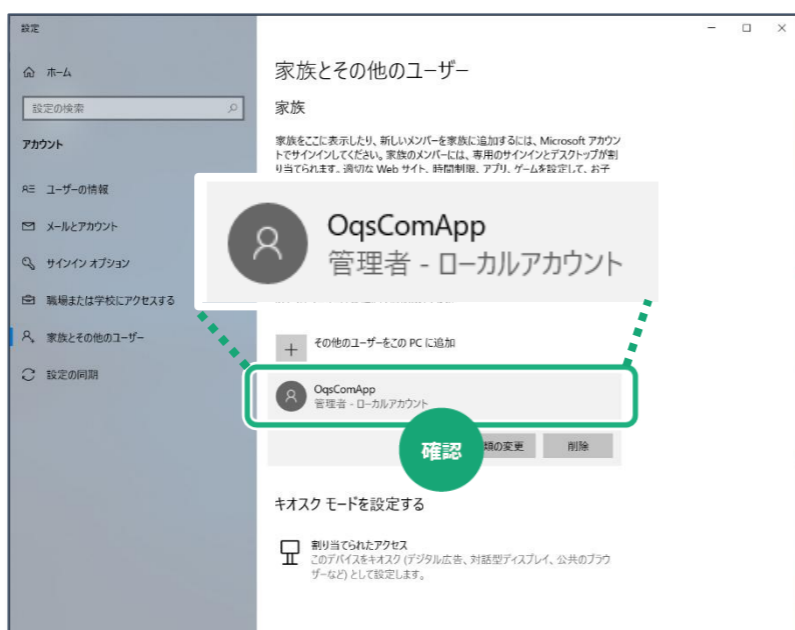 設定
ホーム
設定の検索
アカウント
ユーザーの情報
メールとアカウント
サインイン オプション
職場または学校にアクセスする
家族とその他のユーザー
設定の同期
家族とその他のユーザー
家族
家族をここに表示したり、新しいメンバーを家族に追加するには、Microsoft アカウン
トでサインインしてください。家族のメンバーには、専用のサインインとデスクトップが割
り当てられます。適切な Web サイト、時間制限、アプリ、ゲームを設定して、お子
OqsComApp
管理者 - ローカルアカウント
その他のユーザーをこの PC に追加
OqsComApp
管理者 - ローカルアカウント
確認
類の変更
削除
キオスク モードを設定する
割り当てられたアクセス
このデバイスをキオスク (デジタル広告、対話型ディスプレイ、公共のブラウ
ザーなど) として設定します。